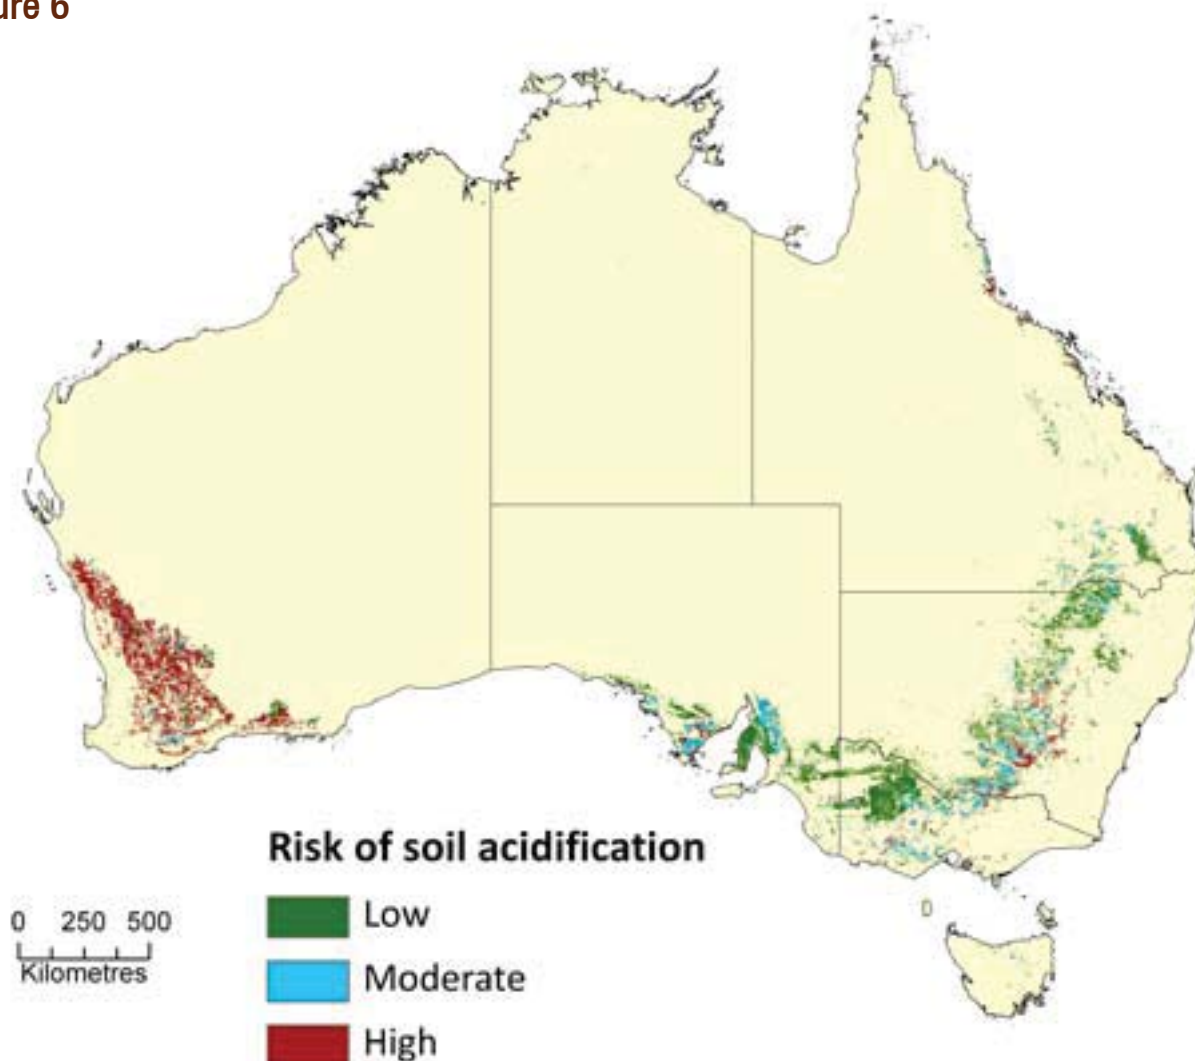 ure 6
Risk of soil acidification
Low
Moderate
High
0 250 500
Kilometres